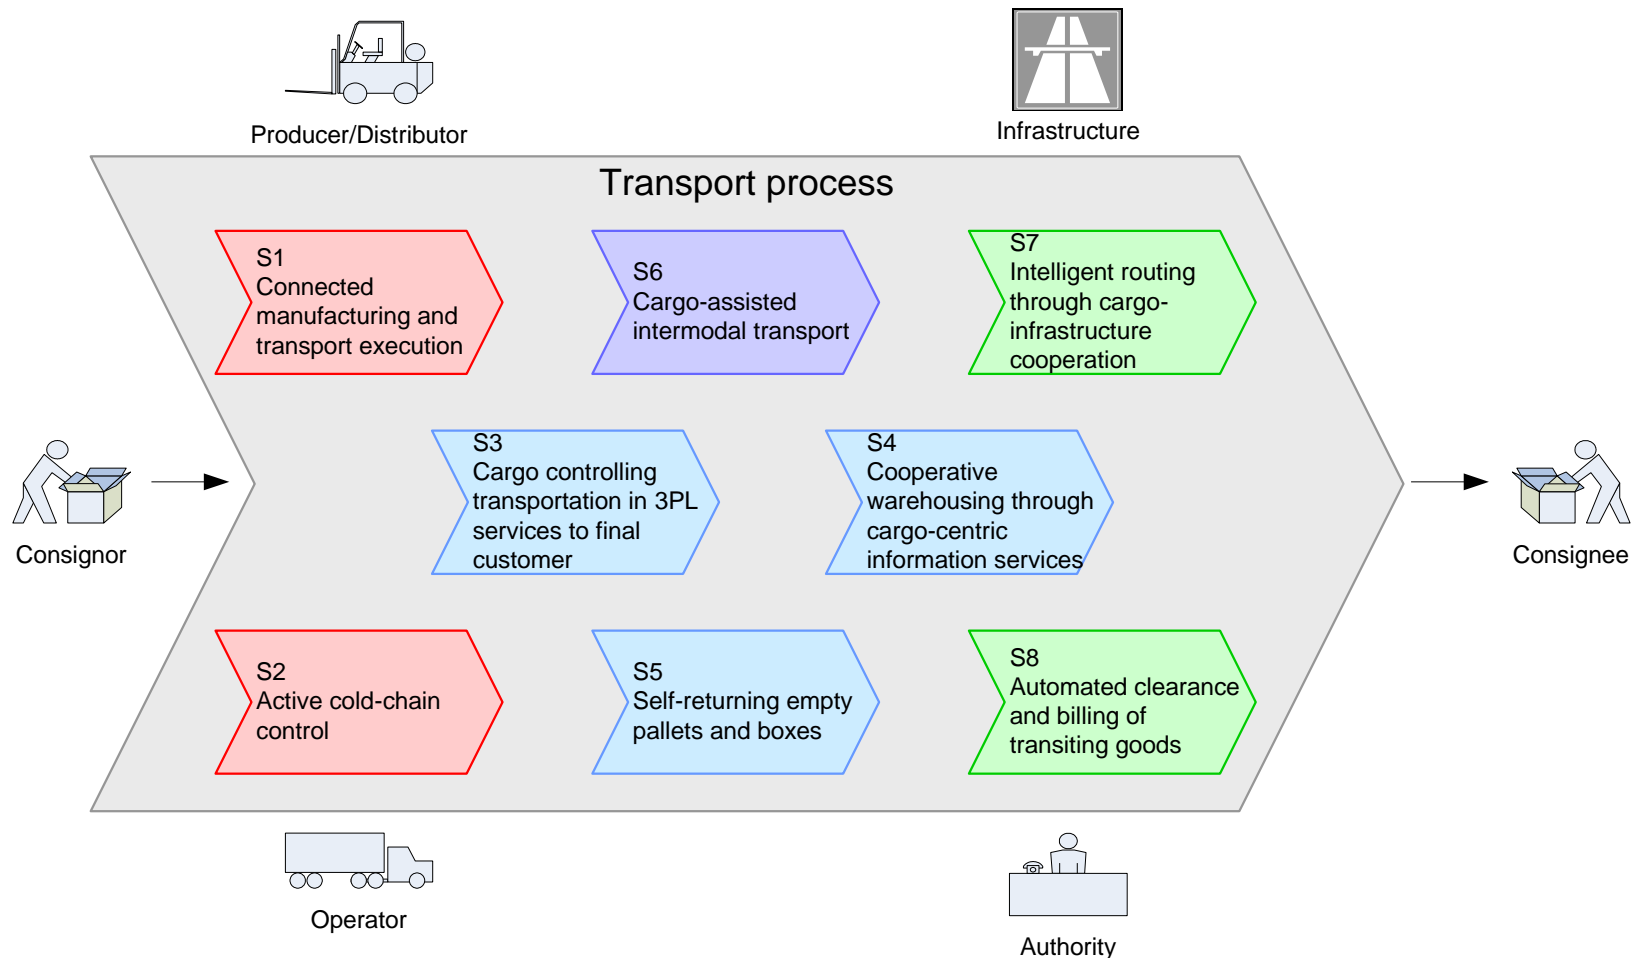 Producer/Distributor
Infrastructure
Transport process
S1
Connected
manufacturing and
transport execution
S6
Cargo-assisted
intermodal transport
S7
Intelligent routing
through cargo-
infrastructure
cooperation
S3
Cargo controlling
transportation in 3PL
services to final
customer
S4
Cooperative
warehousing through
cargo-centric
information services
Consignor
Consignee
S2
Active cold-chain
control
S5
Self-returning empty
pallets and boxes
S8
Automated clearance
and billing of
transiting goods
Operator
Authority